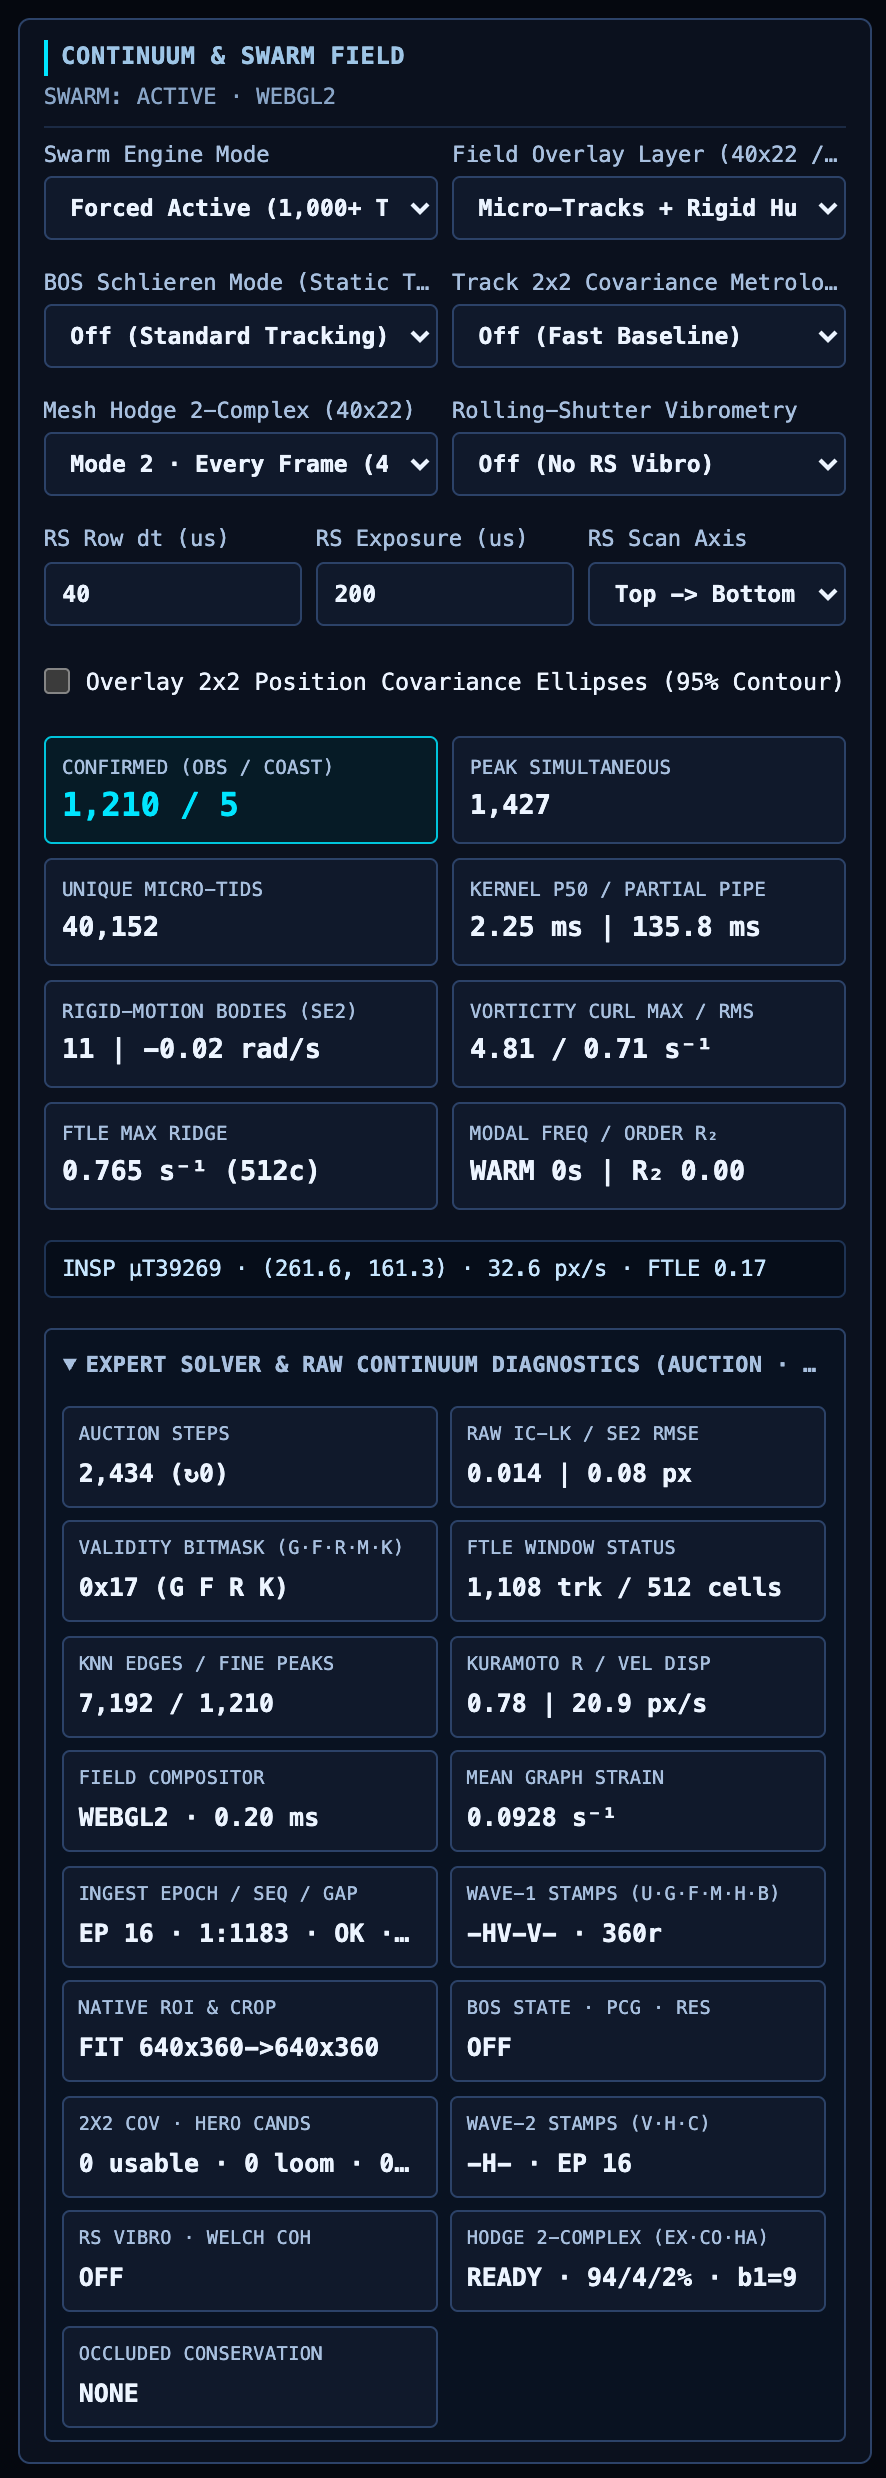 CONTINUUM & SWARM FIELD
SWARM: ACTIVE · WEBGL2
Swarm Engine Mode
Field Overlay Layer (40x22 /…
Forced Active (1,000+ T
Micro-Tracks + Rigid Hu
BOS Schlieren Mode (Static T…
Track 2x2 Covariance Metrolo…
Off (Standard Tracking)
Off (Fast Baseline)
Mesh Hodge 2-Complex (40x22)
Rolling-Shutter Vibrometry
Mode 2 · Every Frame (4
Off (No RS Vibro)
RS Row dt (us)
RS Exposure (us)
RS Scan Axis
40
200
Top -> Bottom
Overlay 2x2 Position Covariance Ellipses (95% Contour)
CONFIRMED (OBS / COAST)
1,210 / 5
PEAK SIMULTANEOUS
1,427
UNIQUE MICRO-TIDS
40,152
KERNEL P50 / PARTIAL PIPE
2.25 ms | 135.8 ms
RIGID-MOTION BODIES (SE2)
11 | -0.02 rad/s
VORTICITY CURL MAX / RMS
4.81 / 0.71 s⁻¹
FTLE MAX RIDGE
0.765 s⁻¹ (512c)
MODAL FREQ / ORDER R₂
WARM 0s | R₂ 0.00
INSP μT39269 · (261.6, 161.3) · 32.6 px/s · FTLE 0.17
▼ EXPERT SOLVER & RAW CONTINUUM DIAGNOSTICS (AUCTION · …
AUCTION STEPS
2,434 (↻0)
RAW IC-LK / SE2 RMSE
0.014 | 0.08 px
VALIDITY BITMASK (G·F·R·M·K)
0x17 (G F R K)
FTLE WINDOW STATUS
1,108 trk / 512 cells
KNN EDGES / FINE PEAKS
7,192 / 1,210
KURAMOTO R / VEL DISP
0.78 | 20.9 px/s
FIELD COMPOSITOR
WEBGL2 · 0.20 ms
MEAN GRAPH STRAIN
0.0928 s⁻¹
INGEST EPOCH / SEQ / GAP
EP 16 · 1:1183 · OK ·…
WAVE-1 STAMPS (U·G·F·M·H·B)
-HV-V- · 360r
NATIVE ROI & CROP
FIT 640x360->640x360
BOS STATE · PCG · RES
OFF
2X2 COV · HERO CANDS
0 usable · 0 loom · 0…
WAVE-2 STAMPS (V·H·C)
-H- · EP 16
RS VIBRO · WELCH COH
OFF
HODGE 2-COMPLEX (EX·CO·HA)
READY · 94/4/2% · b1=9
OCCLUDED CONSERVATION
NONE